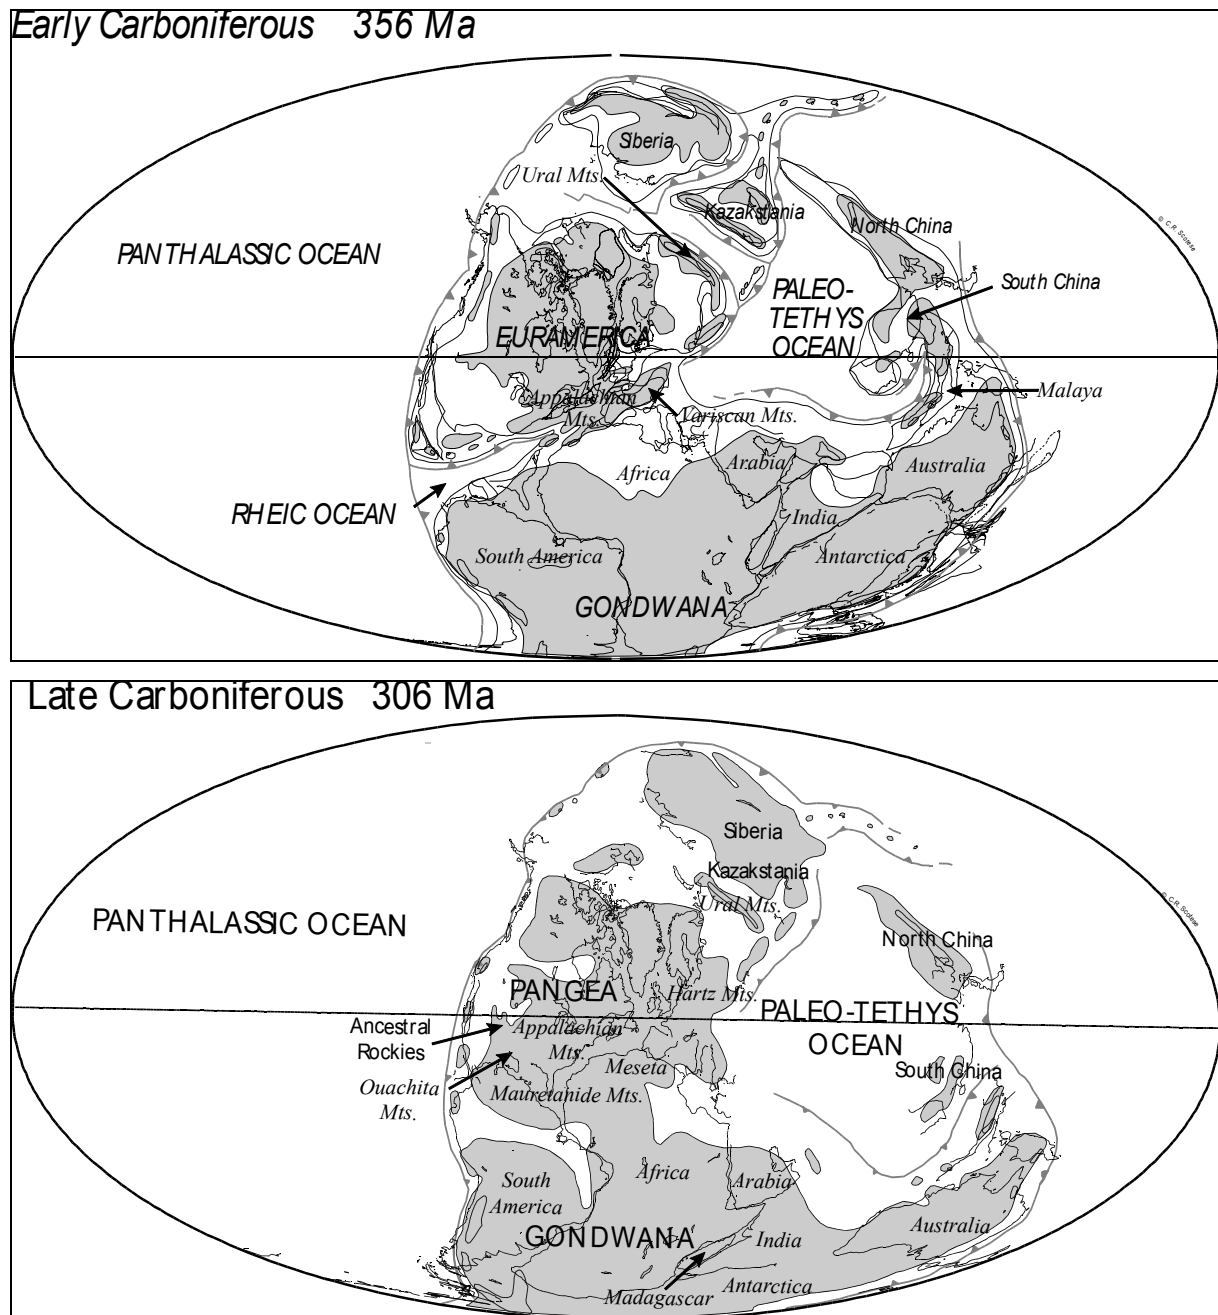 Early Carboniferous 356 Ma
Siberia
Ural Mts.
Kazakstania
North China
© C.R. Scotese
PANTHALASSIC OCEAN
South China
PALEO-
TETHYS
OCEAN
EURAMERICA
Malaya
Appalachian
Mts.
Variscan Mts.
Africa
Arabia
Australia
RHEIC OCEAN
India
South America
Antarctica
GONDWANA
Late Carboniferous 306 Ma
Siberia
Kazakstania
Ural Mts.
© C.R. Scotese
PANTHALASSIC OCEAN
North China
PANGEA
Hartz Mts.
PALEO-TETHYS
OCEAN
Ancestral
Rockies
Appalachian
Mts.
Meseta
South China
Ouachita
Mts.
Mauretanide Mts.
Africa
South
America
Arabia
Australia
GONDWANA
India
Antarctica
Madagascar